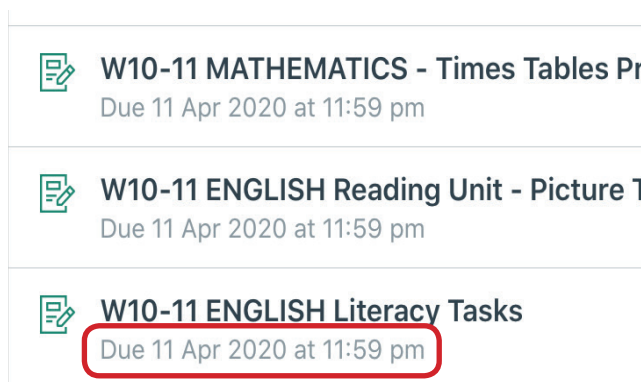 W10-11 MATHEMATICS - Times Tables
Due 11 Apr 2020 at 11:59 pm
W10-11 ENGLISH Reading Unit - Picture
Due 11 Apr 2020 at 11:59 pm
W10-11 ENGLISH Literacy Tasks
Due 11 Apr 2020 at 11:59 pm